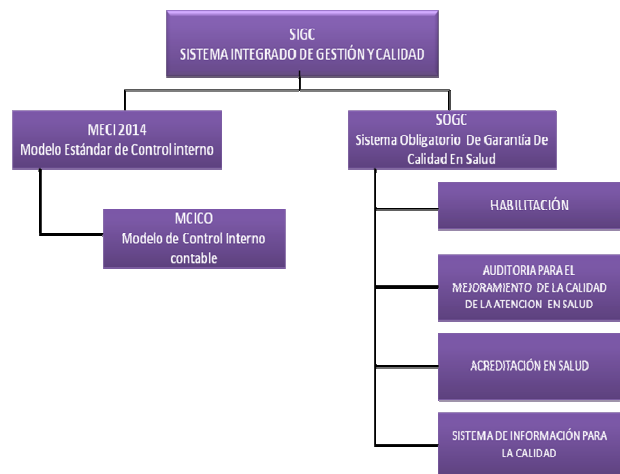 SIGC
SISTEMA INTEGRADO DE GESTIÓN Y CALIDAD
MECI 2014
Modelo Estándar de Control interno
MCICO
Modelo de Control Interno
contable
SOGC
Sistema Obligatorio De Garantía De
Calidad En Salud
HABILITACIÓN
AUDITORIA PARA EL
MEJORAMIENTO DE LA CALIDAD
DE LA ATENCION EN SALUD
ACREDITACIÓN EN SALUD
SISTEMA DE INFORMACIÓN PARA
LA CALIDAD